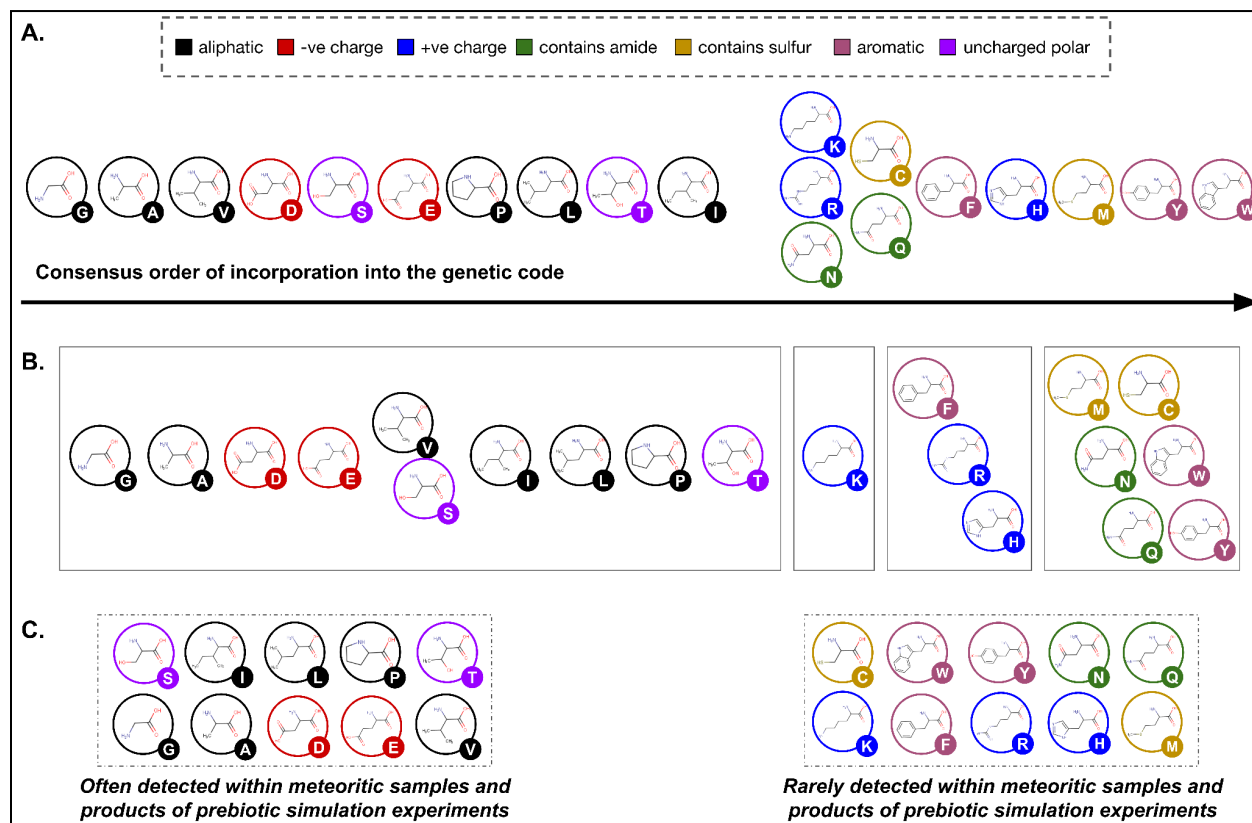 A.
aliphatic -ve charge +ve charge contains amide contains sulfur aromatic uncharged polar
K
C
G A V D S E P L T I R F H M Y W
Q
N
Consensus order of incorporation into the genetic code
B.
F M C
V
G A D E I L P T K R N W
S
H Q Y
C.
S I L P T C W Y N Q
G A D E V K F R H M
Often detected within meteoritic samples and Rarely detected within meteoritic samples and
products of prebiotic simulation experiments products of prebiotic simulation experiments